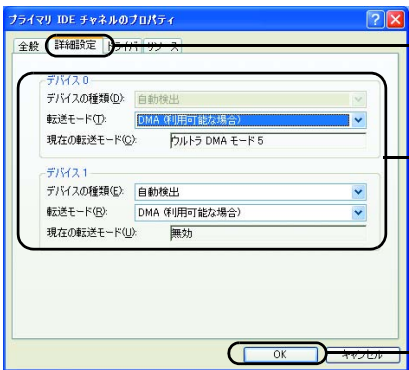 プライマリ IDE チャネルのプロパティ
全般 詳細設定 ドライバ リソース
デバイス 0
デバイスの種類(D): 自動検出
転送モード(T): DMA (利用可能な場合)
現在の転送モード(C): ウルトラ DMA モード 5
デバイス 1
デバイスの種類(E): 自動検出
転送モード(R): DMA (利用可能な場合)
現在の転送モード(U): 無効
OK キャンセル